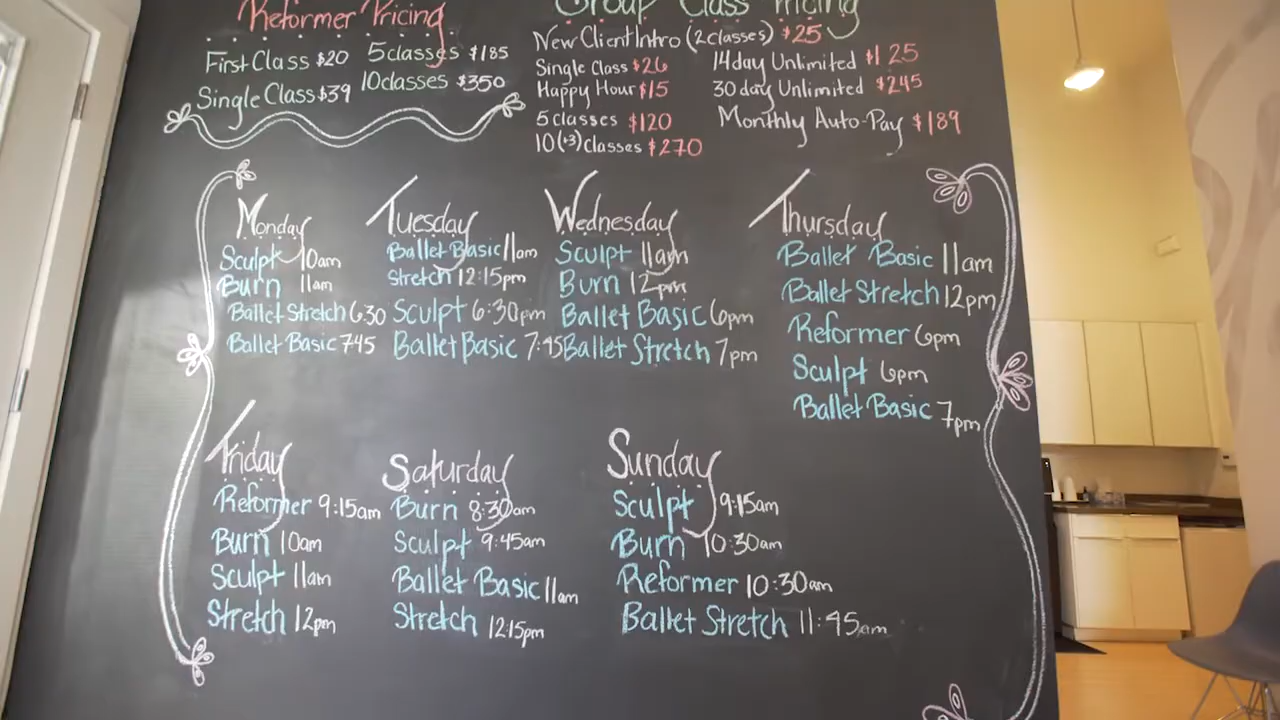 Reformer Pricing
First Class $20 5 classes $185
Single Class $39 10 classes $350
Group Class Pricing
New Client Intro (2 classes) $25
Single Class $26 14 day Unlimited $125
Happy Hour $15 30 day Unlimited $245
5 classes $120 Monthly Auto-Pay $189
10 (+3) classes $270
Monday
Sculpt 10am
Burn 11am
Ballet Stretch 6:30
Ballet Basic 745
Tuesday
Ballet Basic 11am
Stretch 12:15pm
Sculpt 6:30pm
Ballet Basic 7:45
Wednesday
Sculpt 11am
Burn 12pm
Ballet Basic 6pm
Ballet Stretch 7pm
Thursday
Ballet Basic 11am
Ballet Stretch 12pm
Reformer 6pm
Sculpt 6pm
Ballet Basic 7pm
Friday
Reformer 9:15am
Burn 10am
Sculpt 11am
Stretch 12pm
Saturday
Burn 8:30am
Sculpt 9:45am
Ballet Basic 11am
Stretch 12:15pm
Sunday
Sculpt 9:15am
Burn 10:30am
Reformer 10:30am
Ballet Stretch 11:45am